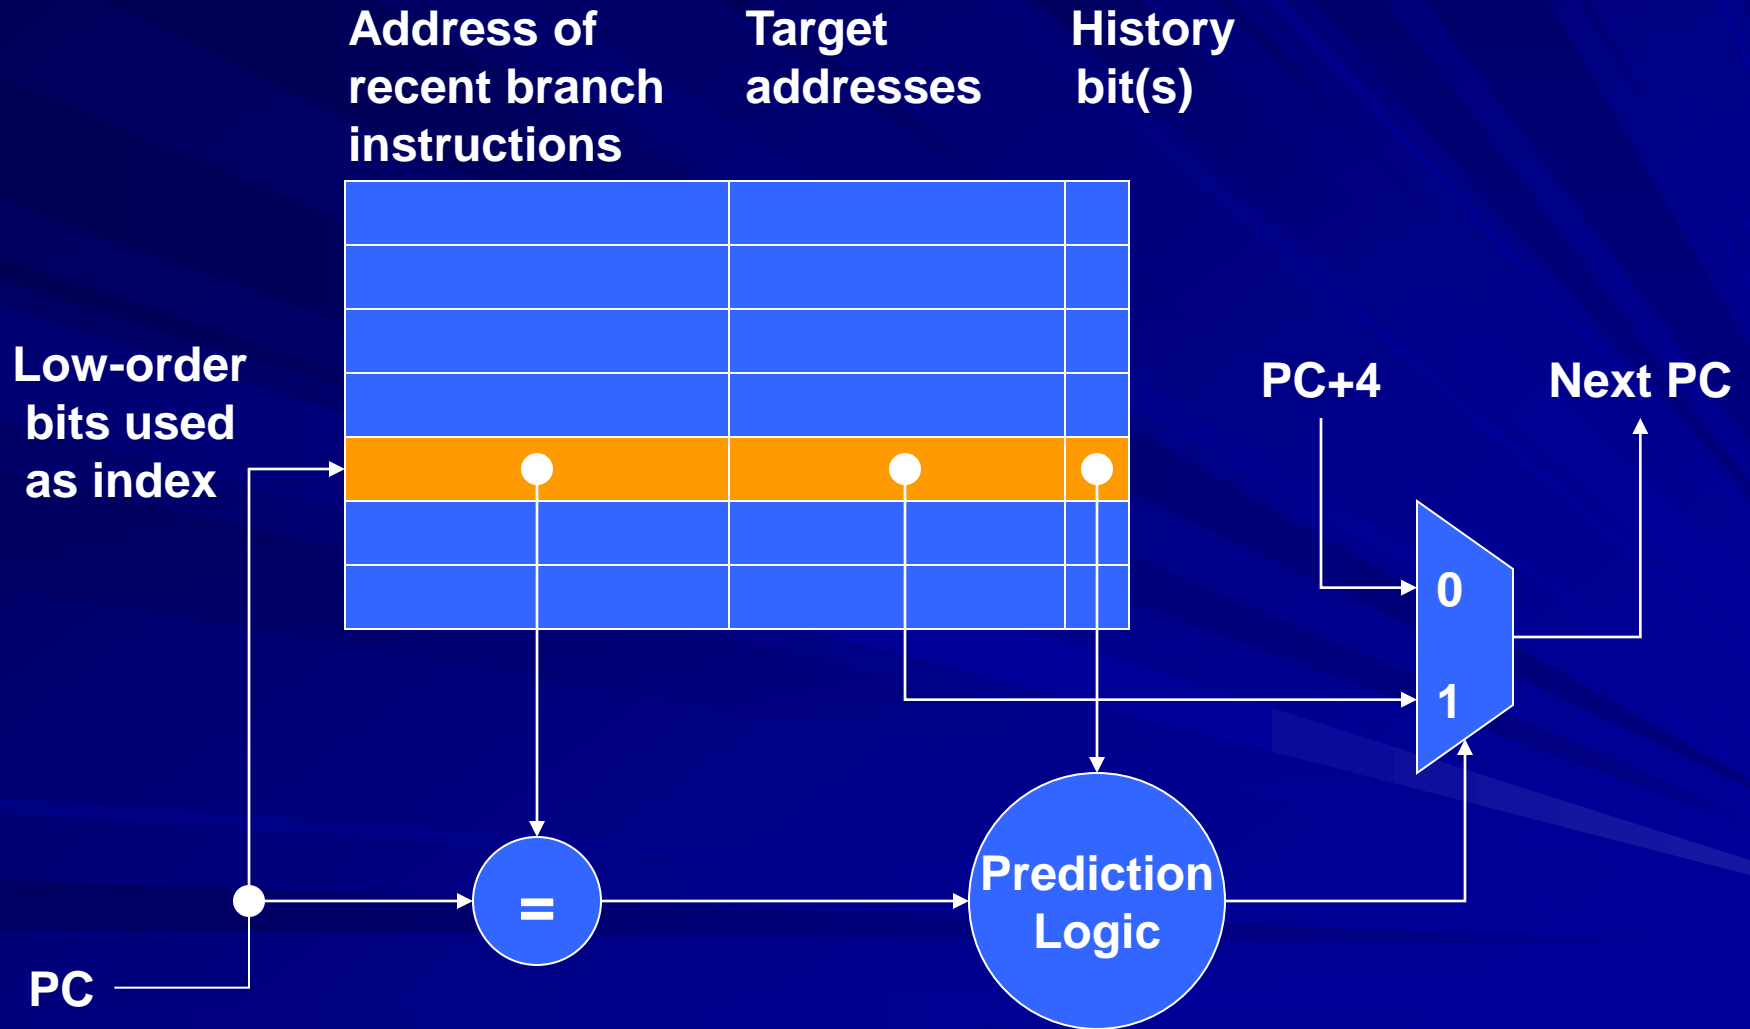 Address of
recent branch
instructions
Target
addresses
History
bit(s)
Low-order
bits used
as index
PC+4
Next PC
0
1
=
Prediction
Logic
PC